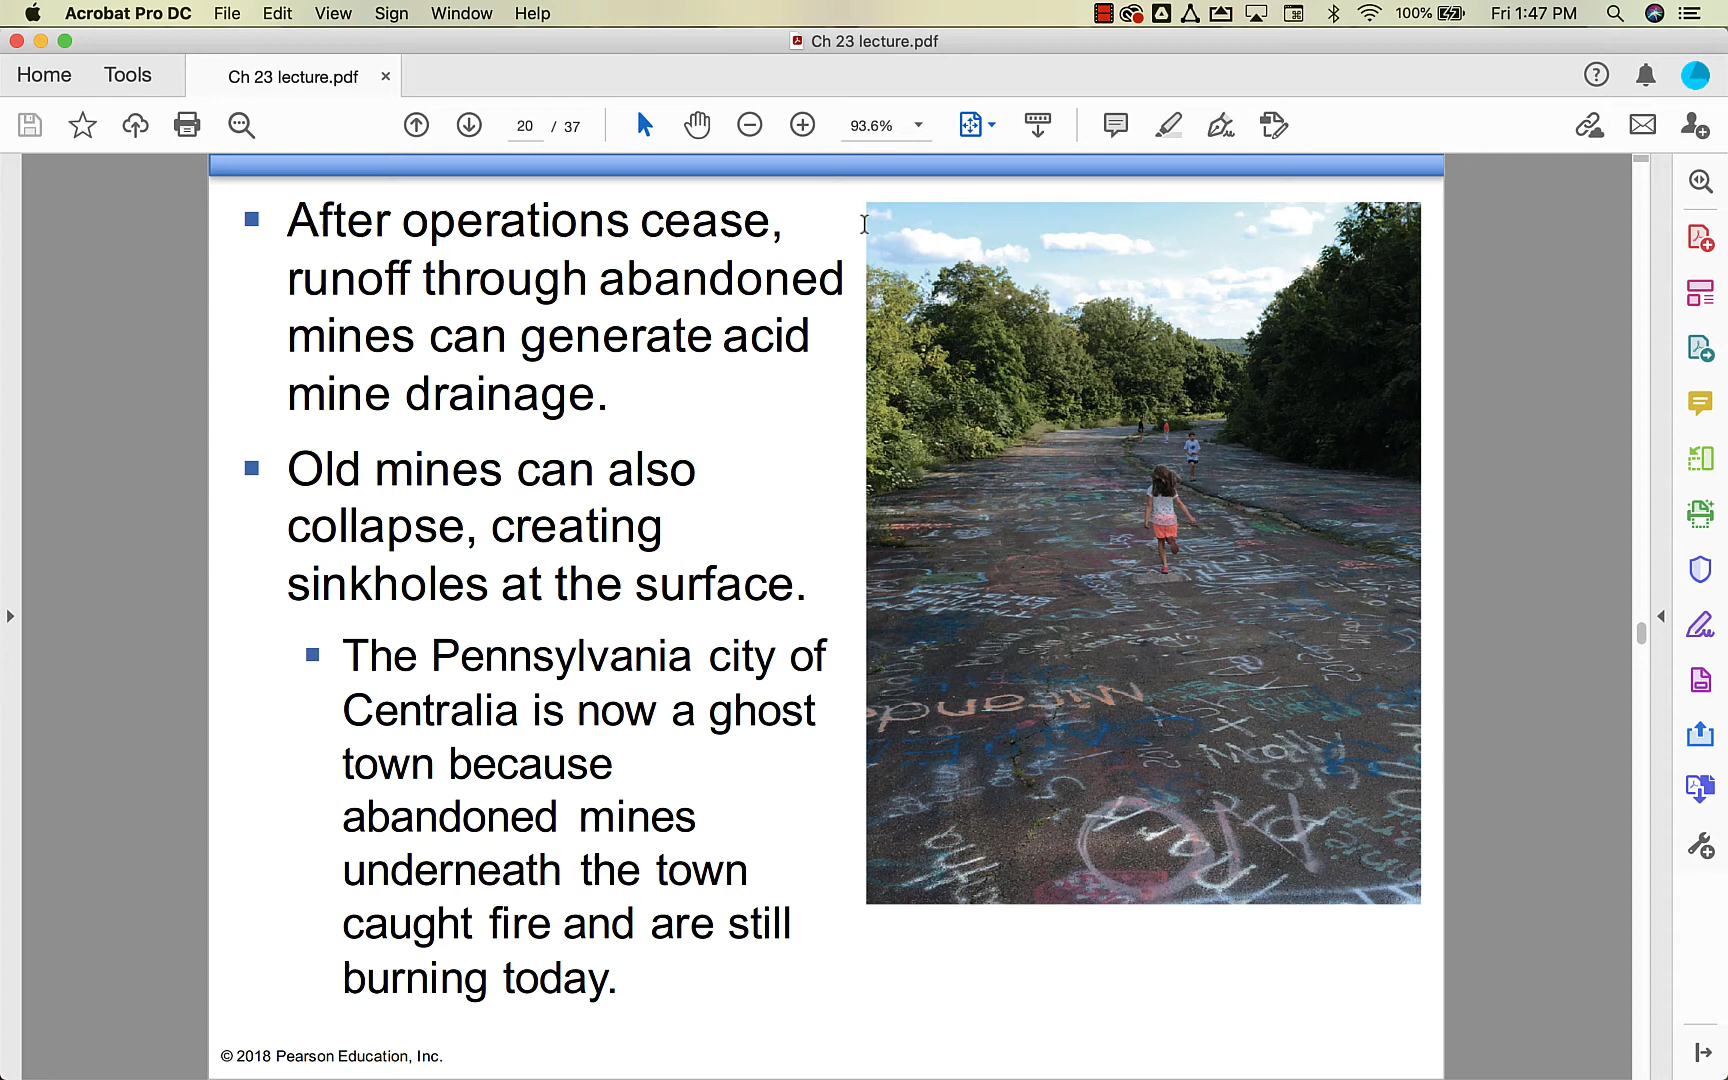 Acrobat Pro DC File Edit View Sign Window Help 100% Fri 1:47 PM
Ch 23 lecture.pdf
Home Tools Ch 23 lecture.pdf
20 / 37 93.6%
After operations cease,
runoff through abandoned
mines can generate acid
mine drainage.
Old mines can also
collapse, creating
sinkholes at the surface.
The Pennsylvania city of
Centralia is now a ghost
town because
abandoned mines
underneath the town
caught fire and are still
burning today.
© 2018 Pearson Education, Inc.